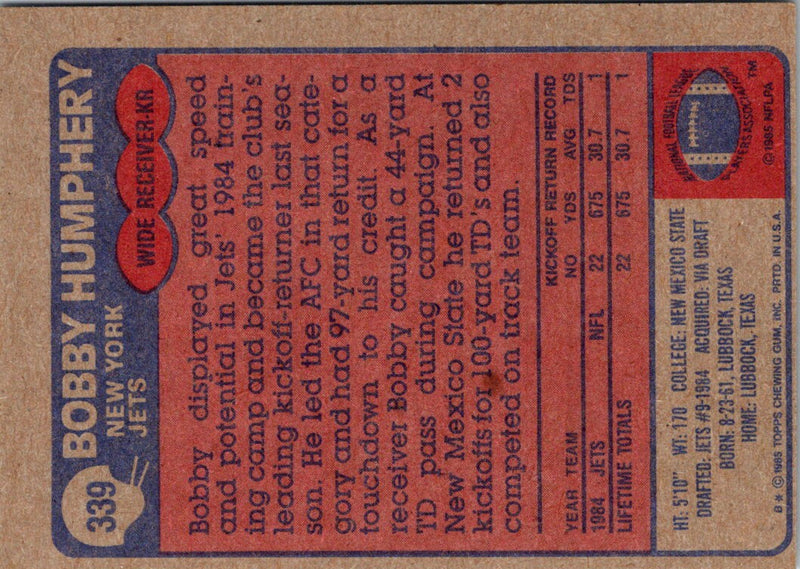 339
BOBBY HUMPHERY
NEW YORK
JETS
WIDE RECEIVER-KR
Bobby displayed great speed
and potential in Jets' 1984 train-
ing camp and became the club's
leading kickoff-returner last sea-
son. He led the AFC in that cate-
gory and had 97-yard return for a
touchdown to his credit. As a
receiver Bobby caught a 44-yard
TD pass during campaign. At
New Mexico State he returned 2
kickoffs for 100-yard TD's and also
competed on track team.
KICKOFF RETURN RECORD
YEAR TEAM NO YDS AVG TDS
1984 JETS NFL 22 675 30.7 1
LIFETIME TOTALS 22 675 30.7 1
HT: 5'10" WT: 170 COLLEGE: NEW MEXICO STATE
DRAFTED: JETS #9-1984 ACQUIRED: VIA DRAFT
BORN: 8-23-61, LUBBOCK, TEXAS
HOME: LUBBOCK, TEXAS
B * © 1985 TOPPS CHEWING GUM, INC. PRTD. IN U.S.A.
NATIONAL FOOTBALL LEAGUE
PLAYERS ASSOCIATION
TM
© 1985 NFLPA